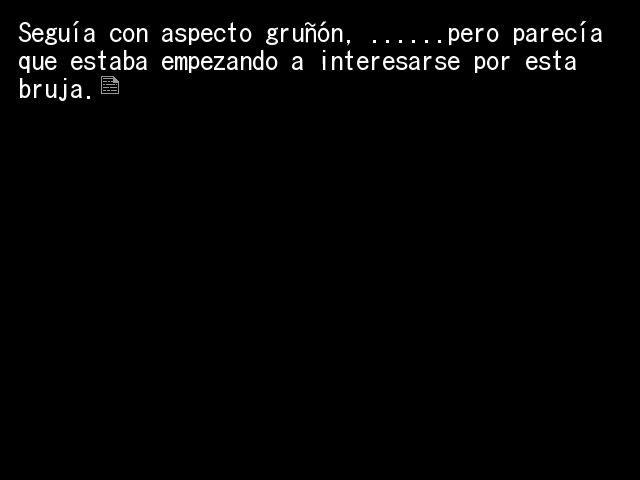 Seguía con aspecto gruñón, ......pero parecía
que estaba empezando a interesarse por esta
bruja.